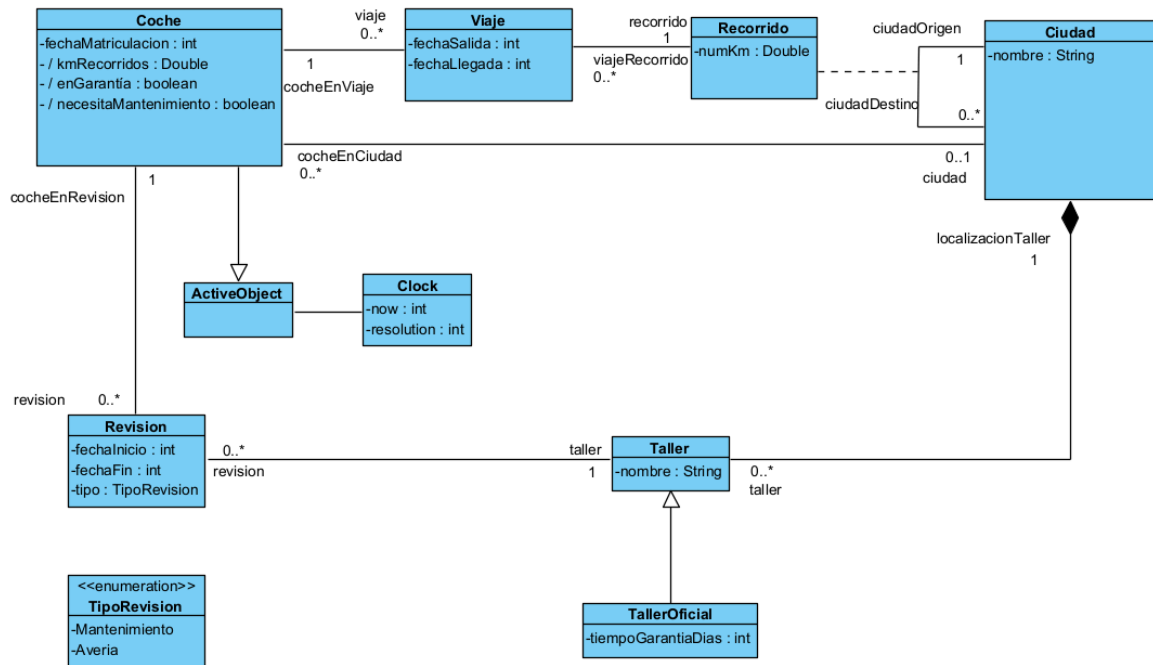 Coche
-fechaMatriculacion : int
-/ kmRecorridos : Double
-/ enGarantía : boolean
-/ necesitaMantenimiento : boolean
viaje
0..*
1
cocheEnViaje
Viaje
-fechaSalida : int
-fechaLlegada : int
recorrido
1
viajeRecorrido
0..*
Recorrido
-numKm : Double
ciudadOrigen
1
ciudadDestino
0..*
Ciudad
-nombre : String
cocheEnCiudad
0..*
0..1
ciudad
1
cocheEnRevision
localizacionTaller
1
ActiveObject
Clock
-now : int
-resolution : int
revision
0..*
Revision
-fechaInicio : int
-fechaFin : int
-tipo : TipoRevision
0..*
revision
taller
1
Taller
-nombre : String
0..*
taller
<<enumeration>>
TipoRevision
-Mantenimiento
-Averia
TallerOficial
-tiempoGarantiaDias : int